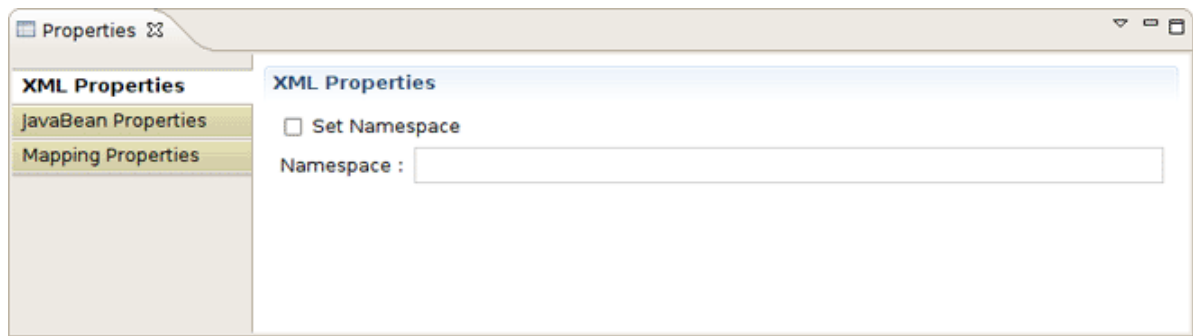 Properties
XML Properties
JavaBean Properties
Mapping Properties
XML Properties
Set Namespace
Namespace :